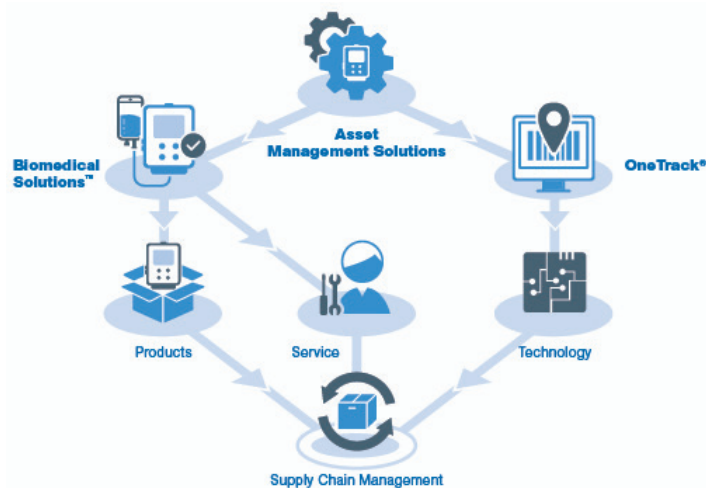 Asset
Management Solutions
Biomedical
Solutions™
OneTrack®
Products
Service
Technology
Supply Chain Management